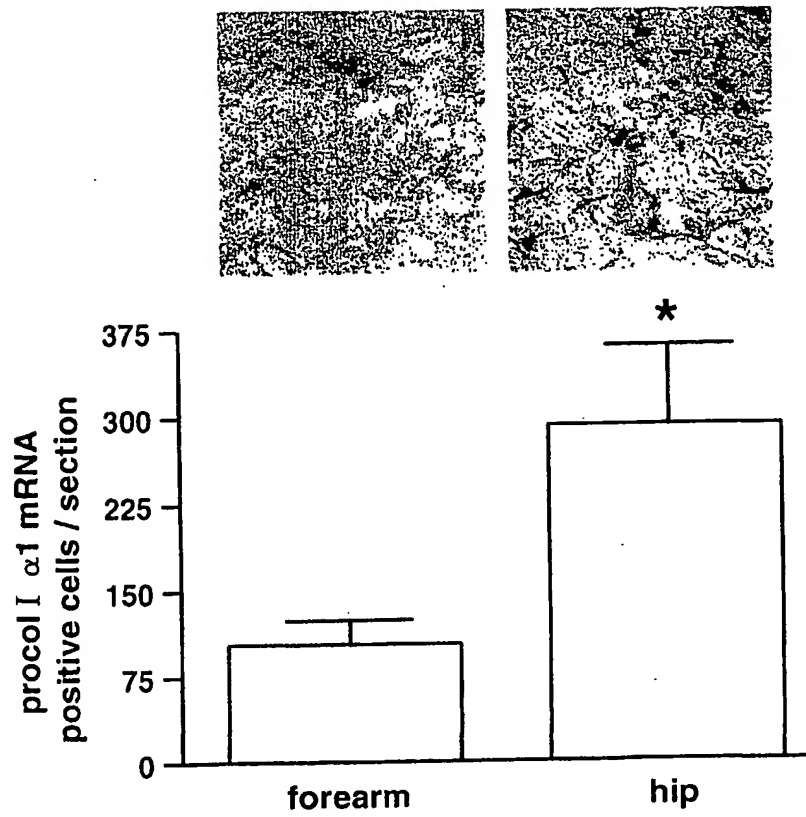 *
375
300
225
150
75
0
procol I α1 mRNA
positive cells / section
forearm
hip